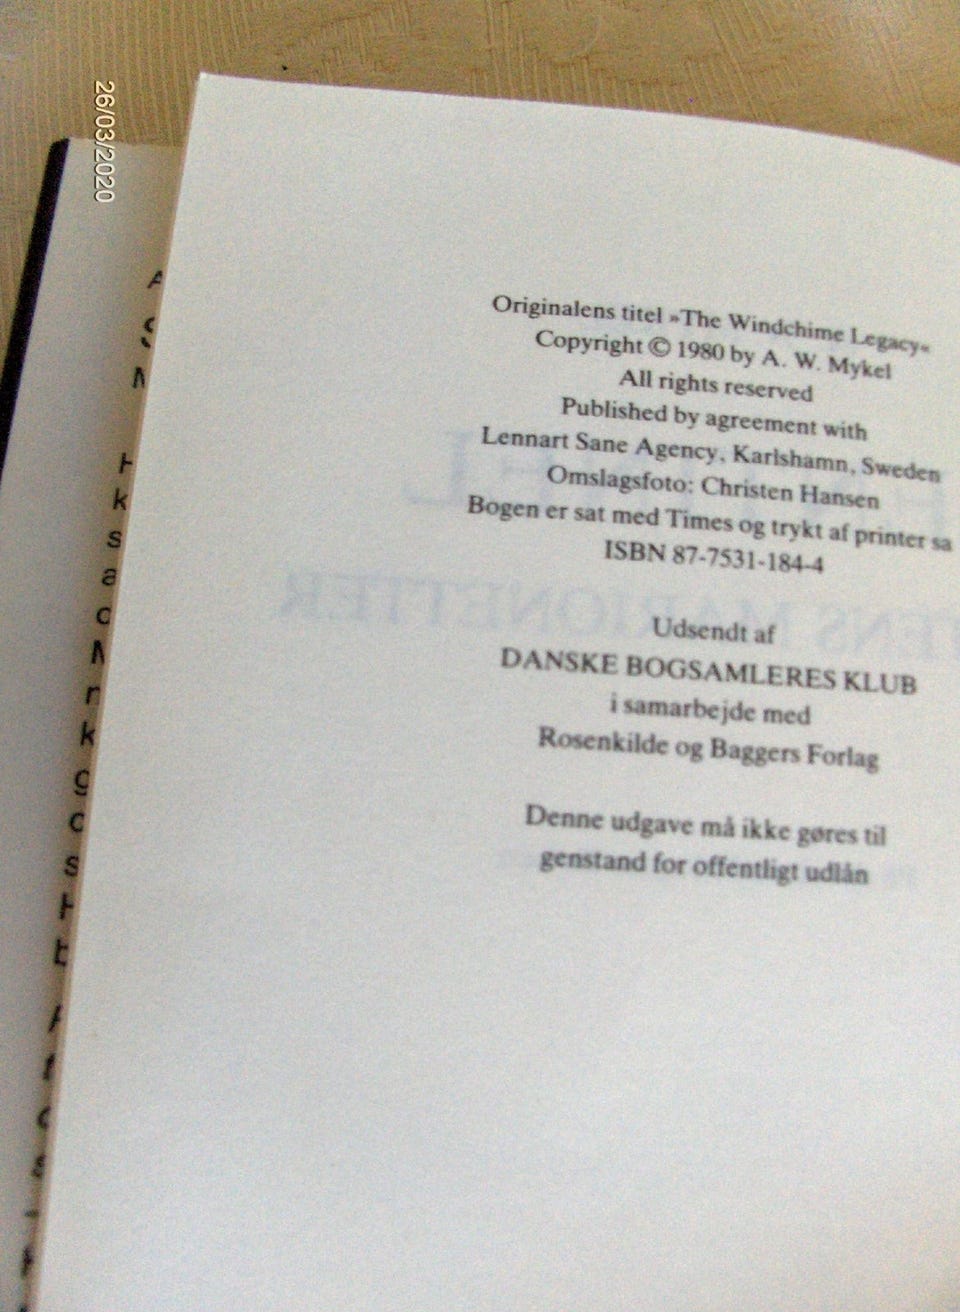 26/03/2020
Originalens titel »The Windchime Legacy«
Copyright © 1980 by A. W. Mykel
All rights reserved
Published by agreement with
Lennart Sane Agency, Karlshamn, Sweden
Omslagsfoto: Christen Hansen
Bogen er sat med Times og trykt af printer sa
ISBN 87-7531-184-4
Udsendt af
DANSKE BOGSAMLERES KLUB
i samarbejde med
Rosenkilde og Baggers Forlag
Denne udgave må ikke gøres til
genstand for offentligt udlån